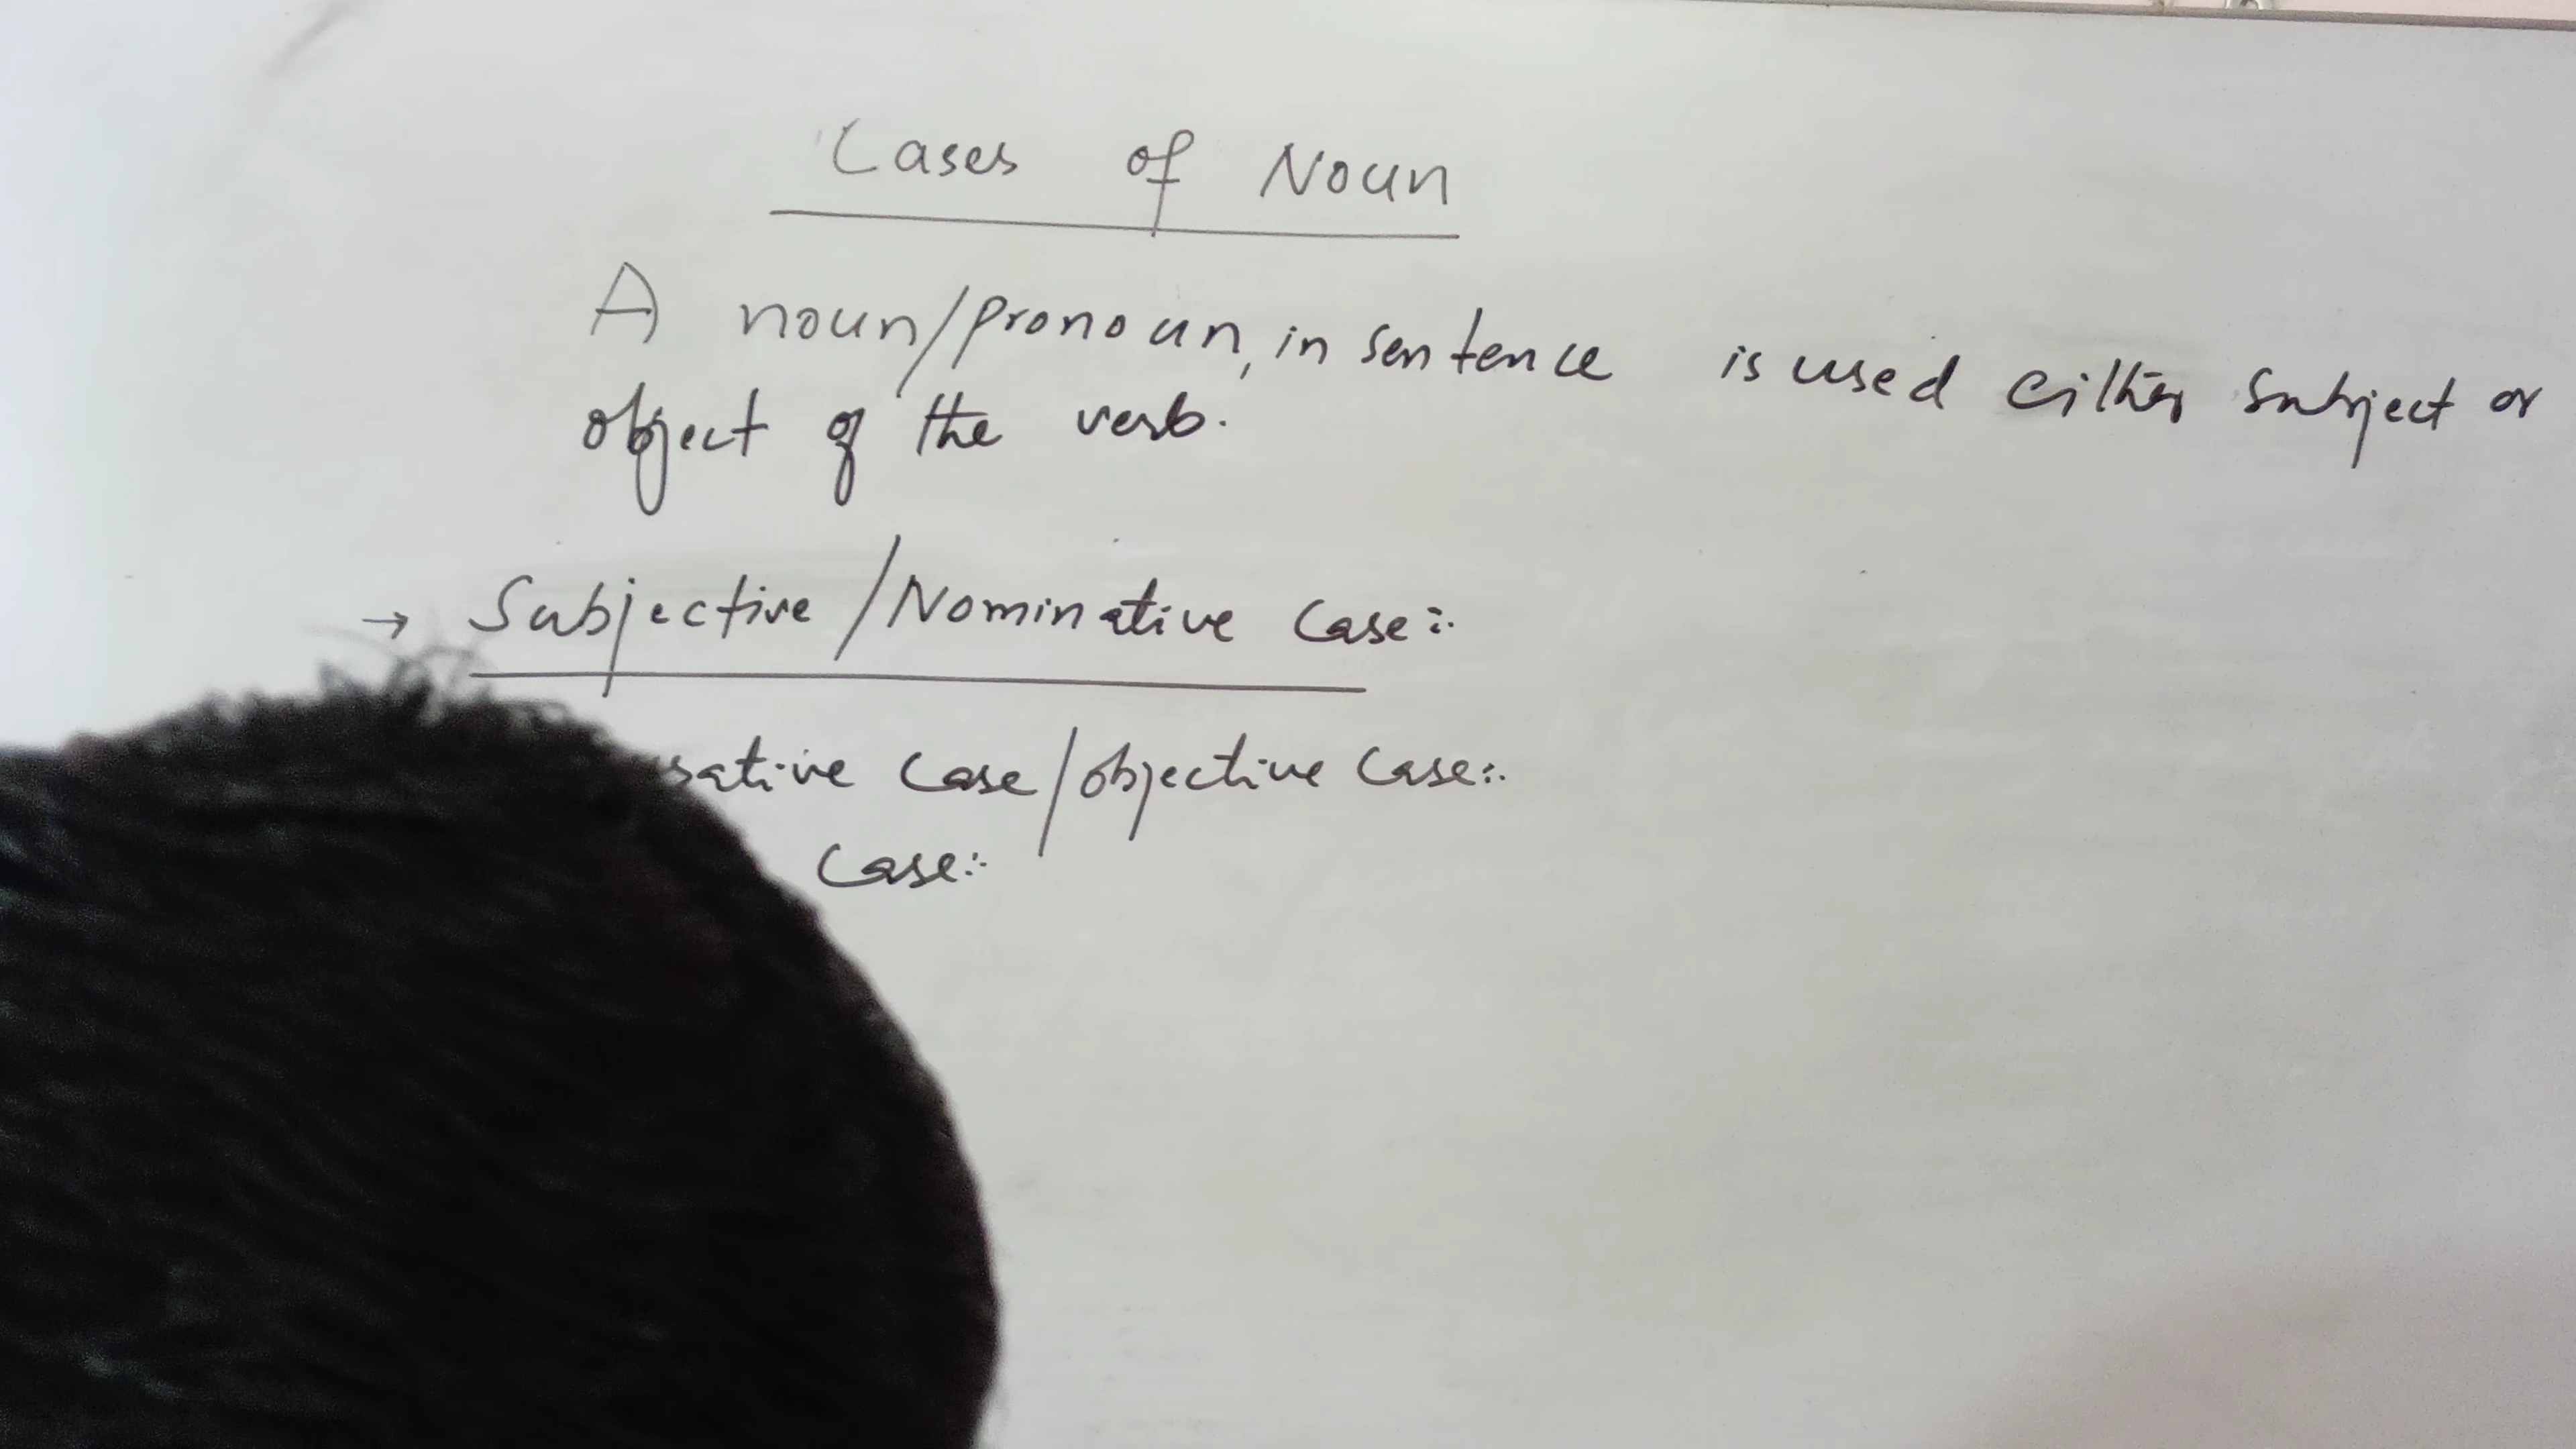 Cases of Noun
A noun/pronoun, in sentence is used either subject or
object of the verb.
→ Subjective/Nominative Case:-
sative Case/objective Case:-
Case:-